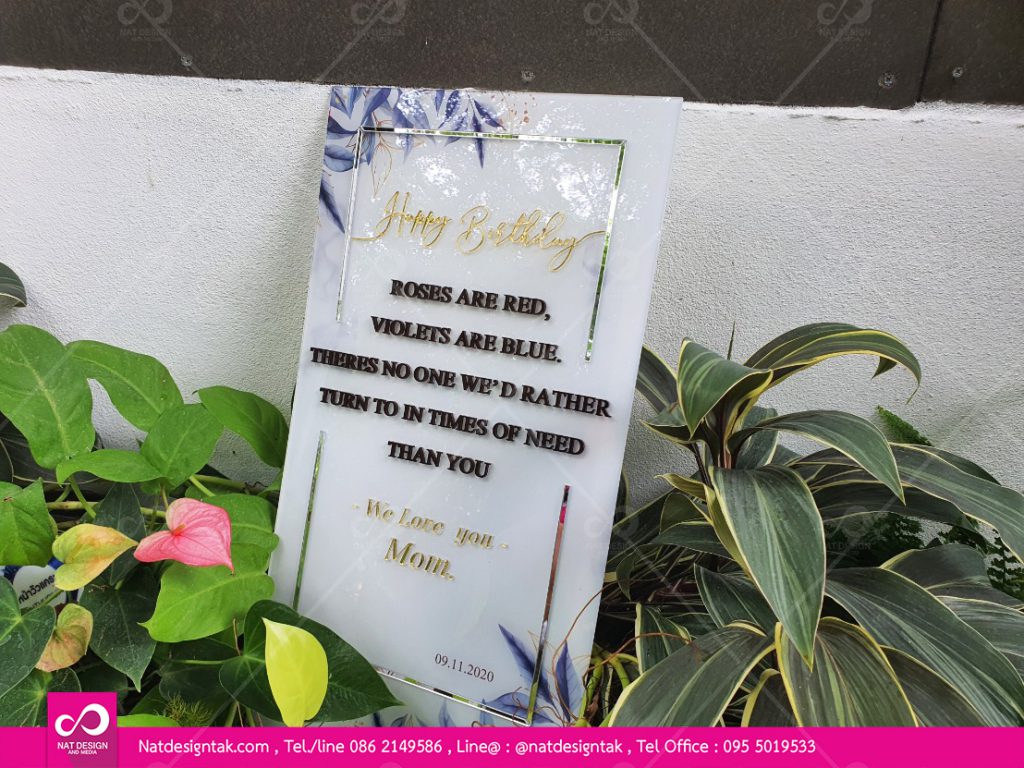 Happy Birthday
ROSES ARE RED,
VIOLETS ARE BLUE.
THERES NO ONE WE'D RATHER
TURN TO IN TIMES OF NEED
THAN YOU
- We Love you -
Mom.
09.11.2020
NAT DESIGN
AND MEDIA
Natdesigntak.com , Tel./line 086 2149586 , Line@ : @natdesigntak , Tel Office : 095 5019533